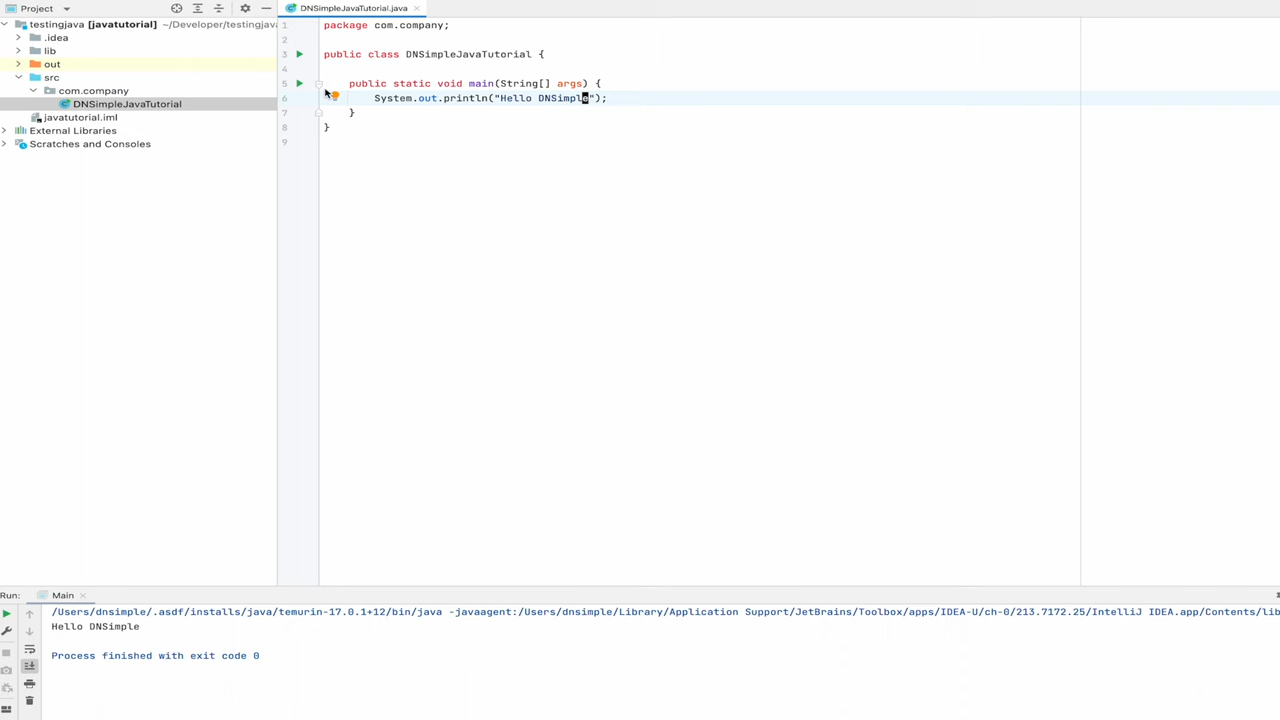 Project
DNSimpleJavaTutorial.java
testingjava [javatutorial] ~/Developer/testingjava
.idea
lib
out
src
com.company
DNSimpleJavaTutorial
javatutorial.iml
External Libraries
Scratches and Consoles
1 package com.company;
2
3 public class DNSimpleJavaTutorial {
4
5 public static void main(String[] args) {
6 System.out.println("Hello DNSimple");
7 }
8 }
9
Run: Main
/Users/dnsimple/.asdf/installs/java/temurin-17.0.1+12/bin/java -javaagent:/Users/dnsimple/Library/Application Support/JetBrains/Toolbox/apps/IDEA-U/ch-0/213.7172.25/IntelliJ IDEA.app/Contents/lib
Hello DNSimple
Process finished with exit code 0